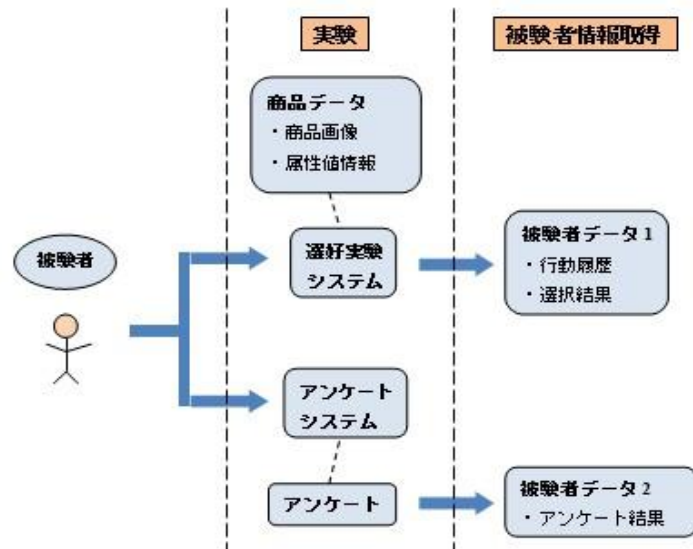 実験
被験者情報取得
商品データ
・商品画像
・属性値情報
被験者
選好実験
システム
被験者データ1
・行動履歴
・選択結果
アンケート
システム
アンケート
被験者データ2
・アンケート結果